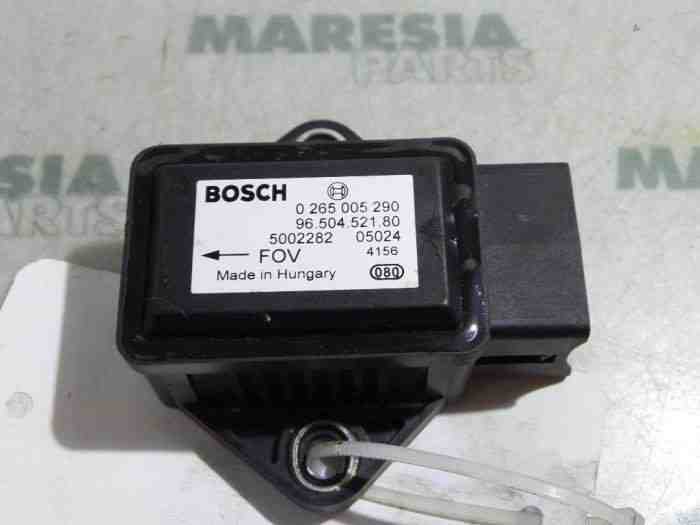 MARESIA
PARTS
MARESIA
PARTS
BOSCH
0 265 005 290
96.504.521.80
5002282 05024
← FOV 4156
Made in Hungary 080